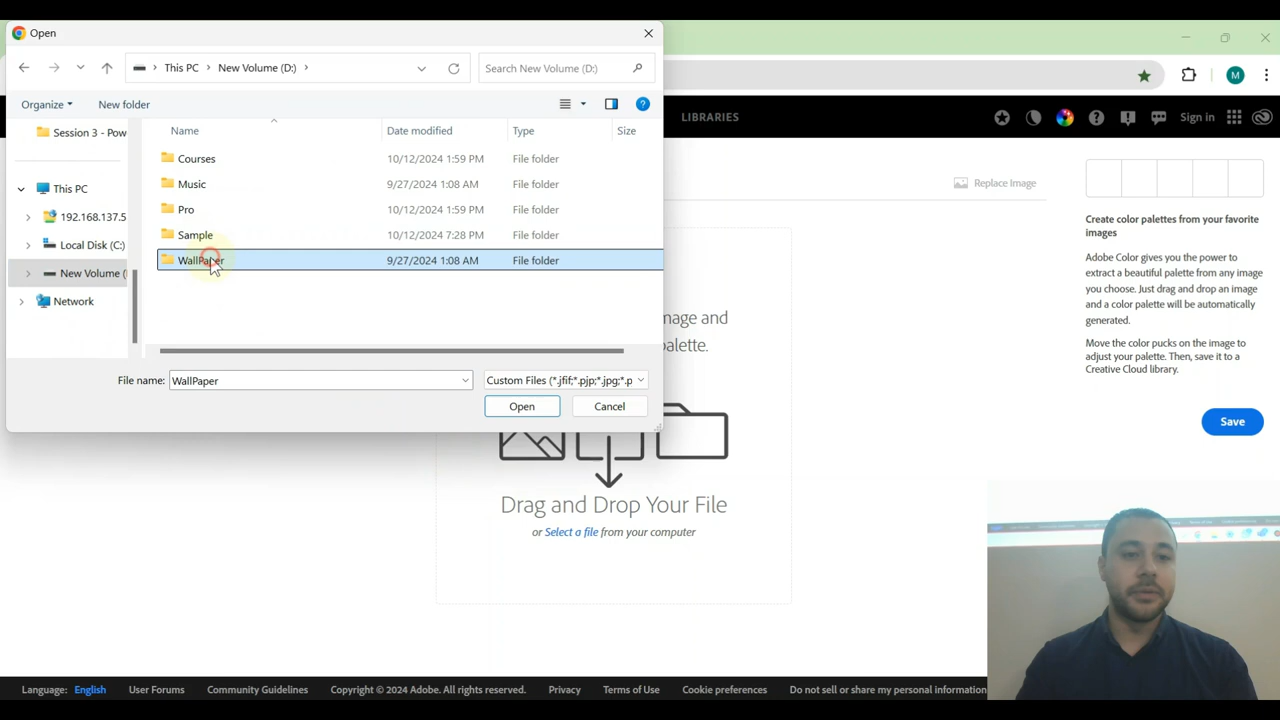 Open
This PC > New Volume (D:) >
Search New Volume (D:)
Organize
New folder
LIBRARIES
Sign in
Session 3 - Pow
This PC
192.168.137.5
Local Disk (C:)
New Volume (
Network
Name Date modified Type Size
Courses 10/12/2024 1:59 PM File folder
Music 9/27/2024 1:08 AM File folder
Pro 10/12/2024 1:59 PM File folder
Sample 10/12/2024 7:28 PM File folder
WallPaper 9/27/2024 1:08 AM File folder
File name: WallPaper
Custom Files (*.jfif;*.pjp;*.jpg;*.p
Open
Cancel
Replace Image
mage and
palette.
Drag and Drop Your File
or Select a file from your computer
Create color palettes from your favorite
images
Adobe Color gives you the power to
extract a beautiful palette from any image
you choose. Just drag and drop an image
and a color palette will be automatically
generated.
Move the color pucks on the image to
adjust your palette. Then, save it to a
Creative Cloud library.
Save
M
Language: English
User Forums
Community Guidelines
Copyright © 2024 Adobe. All rights reserved.
Privacy
Terms of Use
Cookie preferences
Do not sell or share my personal information